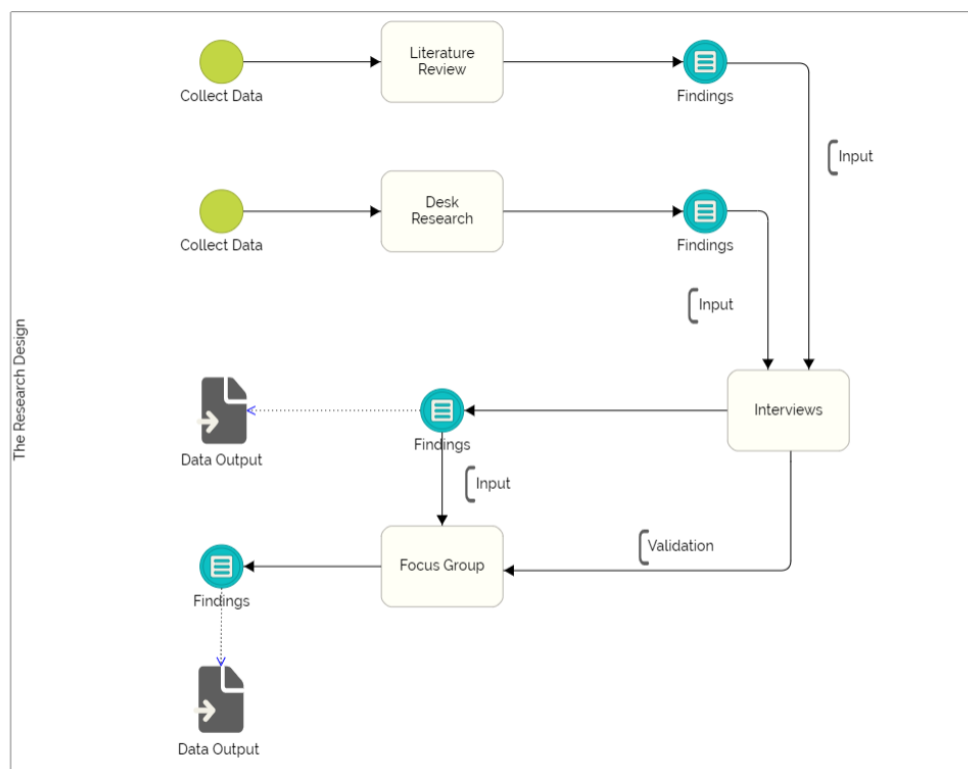 Literature
Review
Collect Data
Findings
Input
Desk
Research
Collect Data
Findings
Input
The Research Design
Interviews
Findings
Data Output
Input
Validation
Focus Group
Findings
Data Output